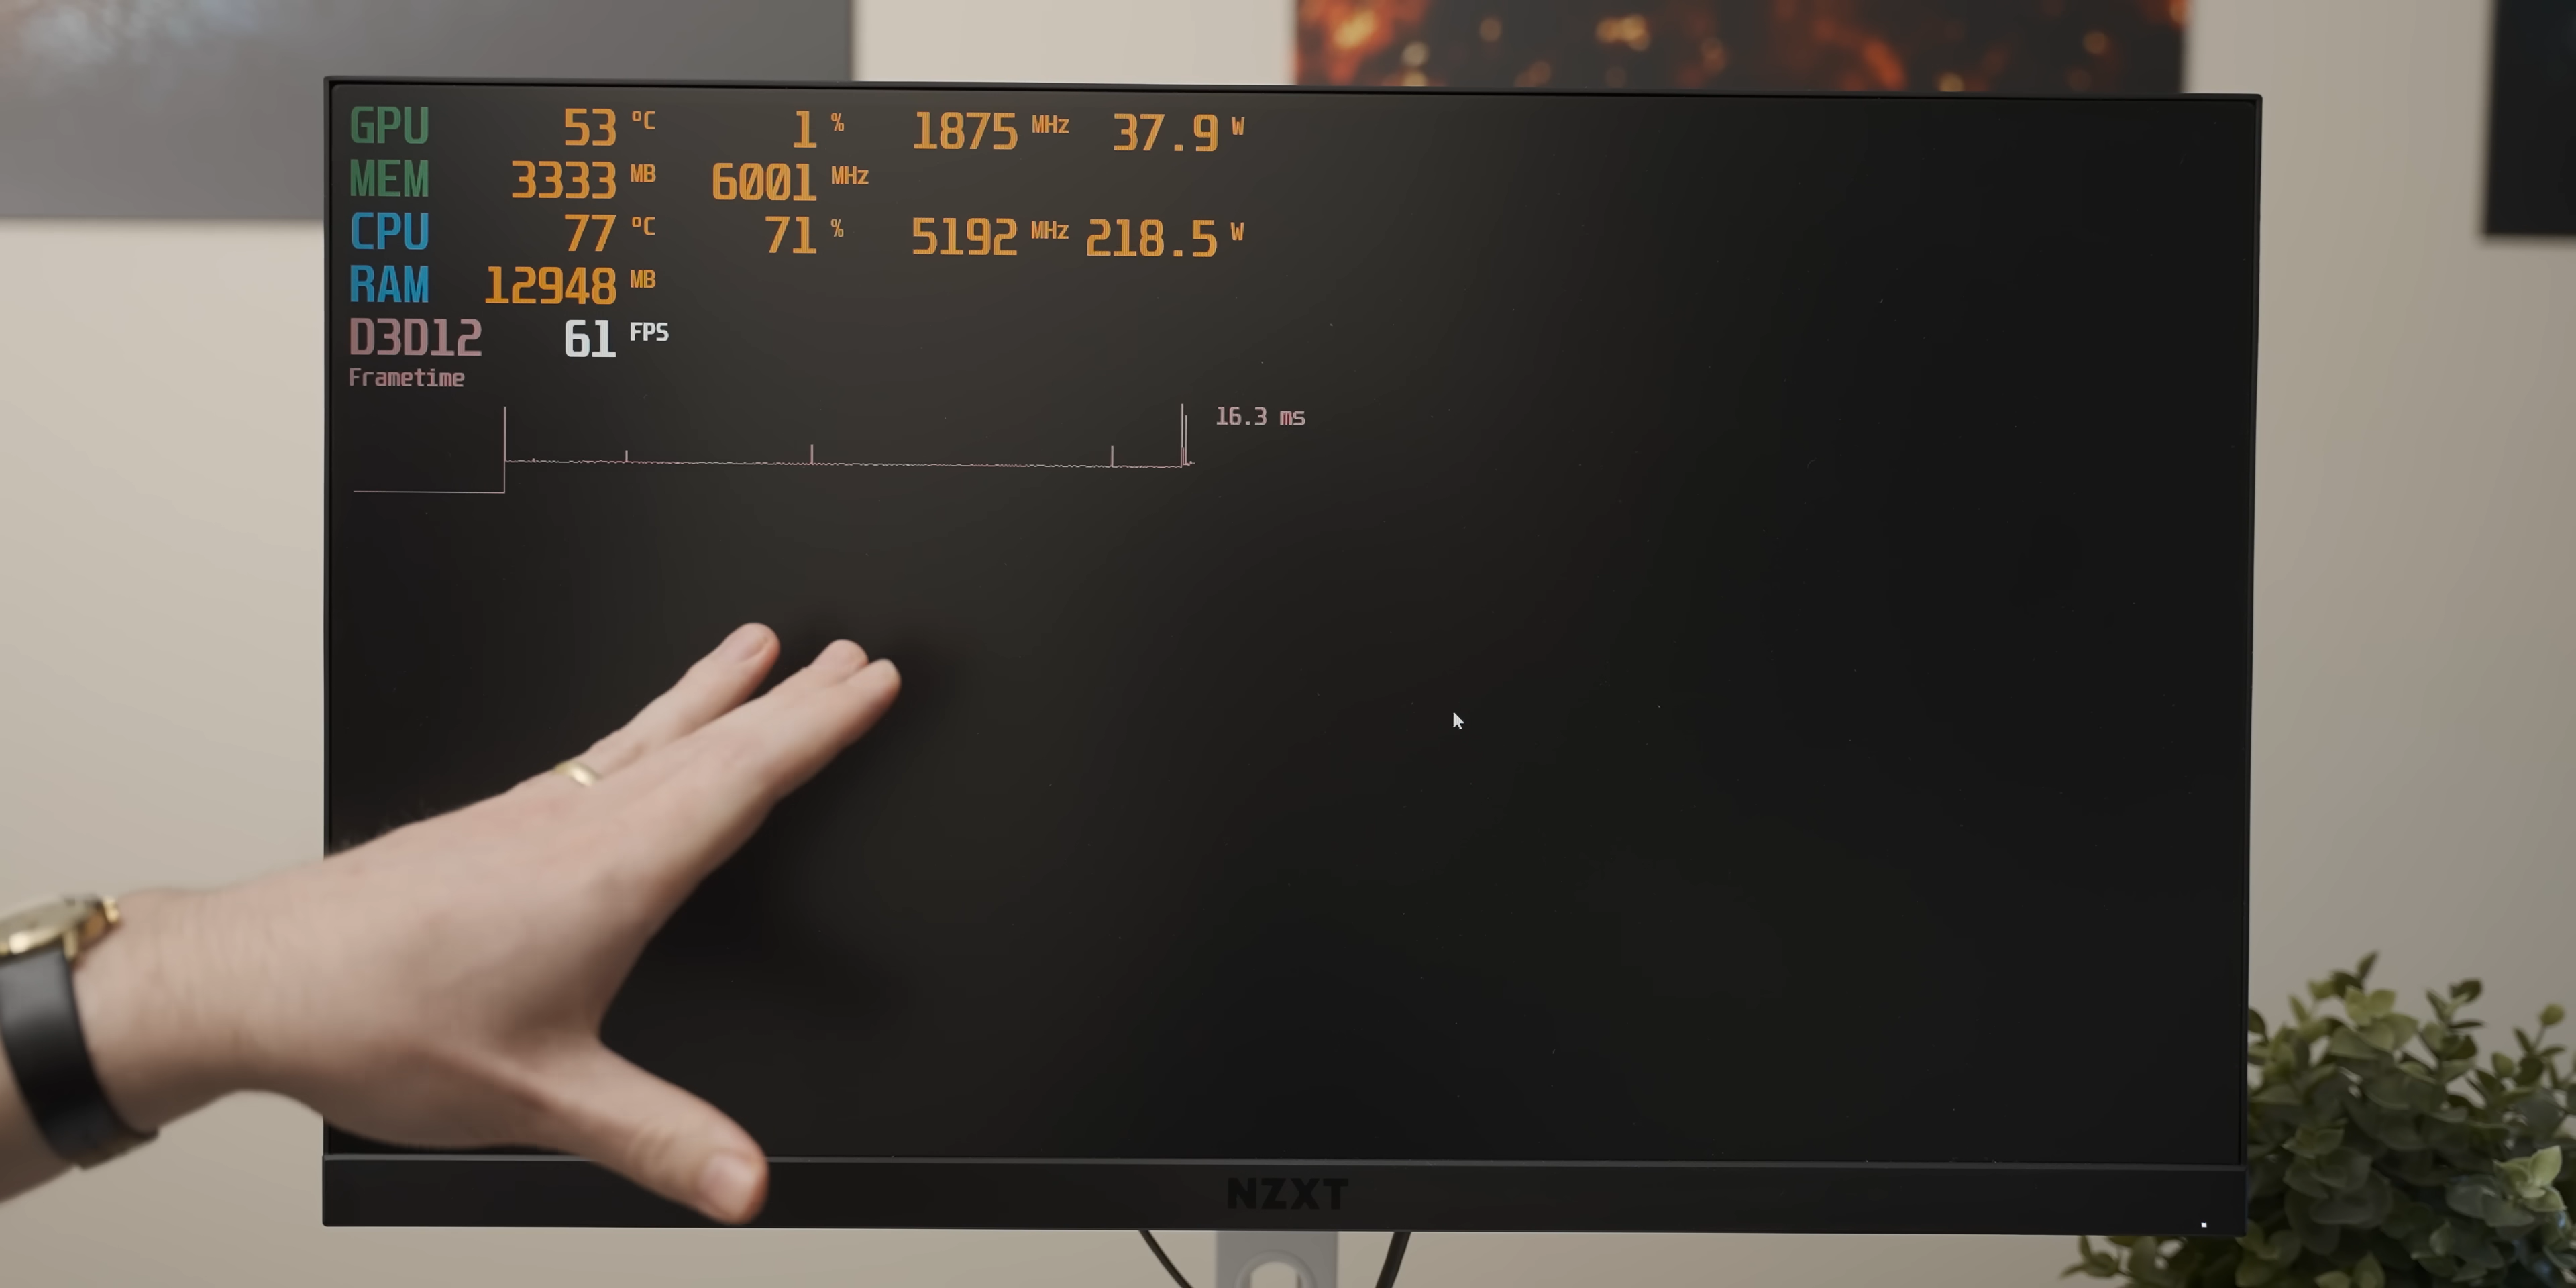 GPU 53 °C 1 % 1875 MHz 37.9 W
MEM 3333 MB 6001 MHz
CPU 77 °C 71 % 5192 MHz 218.5 W
RAM 12948 MB
D3D12 61 FPS
Frametime
16.3 ms
NZXT